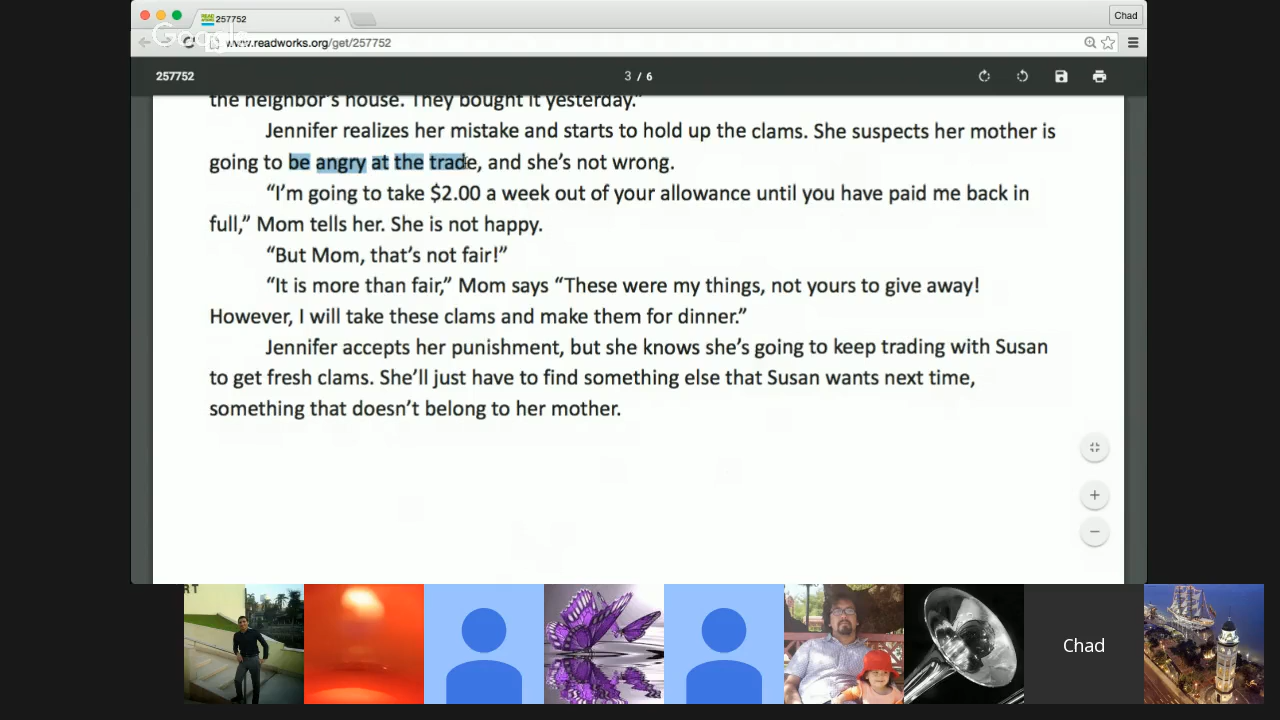 257752
Chad
Google
www.readworks.org/get/257752
257752
3 / 6
the neighbor's house. They bought it yesterday."
Jennifer realizes her mistake and starts to hold up the clams. She suspects her mother is
going to be angry at the trade, and she's not wrong.
“I'm going to take $2.00 a week out of your allowance until you have paid me back in
full,” Mom tells her. She is not happy.
“But Mom, that's not fair!”
“It is more than fair,” Mom says “These were my things, not yours to give away!
However, I will take these clams and make them for dinner.”
Jennifer accepts her punishment, but she knows she's going to keep trading with Susan
to get fresh clams. She'll just have to find something else that Susan wants next time,
something that doesn't belong to her mother.
RT
Chad